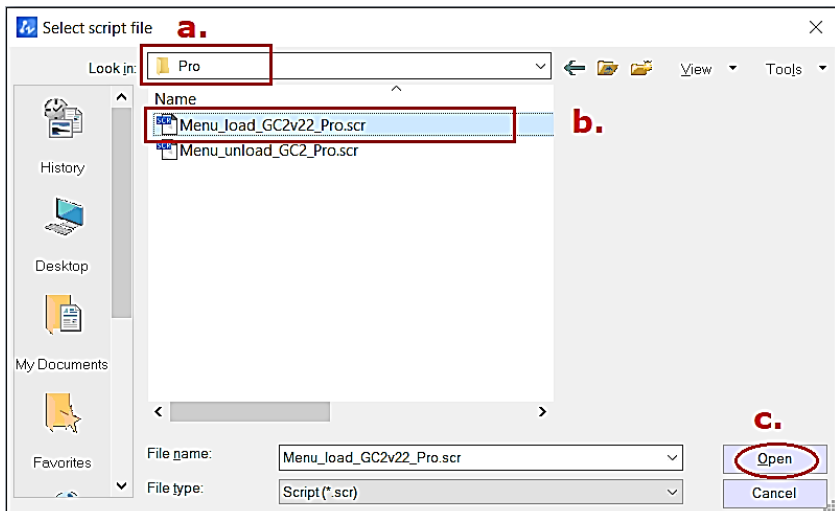 Select script file
a.
Look in:
Pro
View
Tools
Name
Menu_load_GC2v22_Pro.scr
b.
Menu_unload_GC2_Pro.scr
History
Desktop
My Documents
Favorites
c.
File name:
Menu_load_GC2v22_Pro.scr
Open
File type:
Script (*.scr)
Cancel